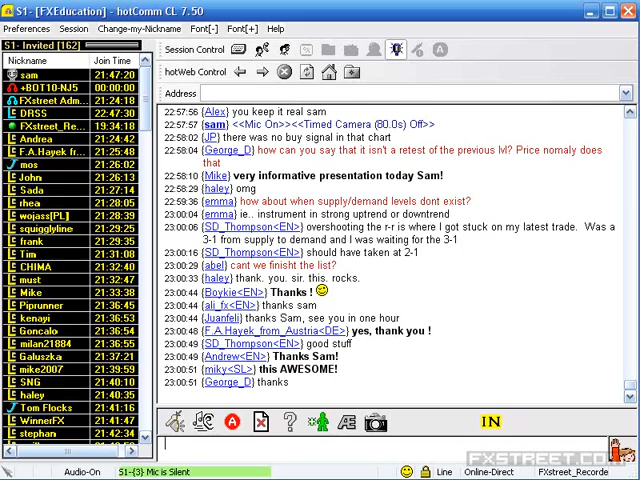 S1- [FXEducation] - hotComm CL 7.50
Preferences Session Change-my-Nickname Font[-] Font[+] Help
S1- Invited [162]
Nickname Join Time
sam 21:47:20
+BOT10-NJ5 00:00:00
FXstreet Adm... 21:24:18
DRSS 22:47:30
FXstreet_Re... 19:34:18
Andrea 21:24:42
F.A.Hayek_f... 21:25:48
mos 21:26:02
John 21:26:13
Sada 21:27:14
rhea 21:28:05
wojass[PL] 21:28:39
squigglyline 21:29:25
frank 21:29:35
Tim 21:31:08
CHIMA 21:32:40
must 21:32:47
Mike 21:33:38
Piprunner 21:36:45
kenayi 21:36:53
Goncalo 21:36:54
milan21884 21:36:55
Galuszka 21:37:21
mike2007 21:39:59
SNG 21:40:10
haley 21:40:35
Tom Flocks 21:41:16
WinnerFX 21:41:47
stephan 21:42:34
Session Control
hotWeb Control
Address
22:57:56 {Alex} you keep it real sam
22:57:57 {sam} <<Mic On>><<Timed Camera (80.0s) Off>>
22:58:02 {JP} there was no buy signal in that chart
22:58:04 {George_D} how can you say that it isn't a retest of the previous lvl? Price nomaly does
that
22:58:10 {Mike} very informative presentation today Sam!
22:58:29 {haley} omg
22:59:36 {emma} how about when supply/demand levels dont exist?
23:00:04 {emma} ie.. instrument in strong uptrend or downtrend
23:00:06 {SD_Thompson<EN>} overshooting the r-r is where I got stuck on my latest trade. Was a
3-1 from supply to demand and I was waiting for the 3-1
23:00:16 {SD_Thompson<EN>} should have taken at 2-1
23:00:29 {abel} cant we finisht the list?
23:00:33 {haley} thank. you. sir. this. rocks.
23:00:44 {Boykie<EN>} Thanks !
23:00:44 {ali_fx<EN>} thanks sam
23:00:44 {Juanfeli} thanks Sam, see you in one hour
23:00:48 {F.A.Hayek_from_Austria<DE>} yes, thank you !
23:00:49 {SD_Thompson<EN>} good stuff
23:00:49 {Andrew<EN>} Thanks Sam!
23:00:51 {miky<SL>} this AWESOME!
23:00:51 {George_D} thanks
IN
FXSTREET.COM
Audio-On S1-{3} Mic is Silent Line Online-Direct FXstreet_Recorde